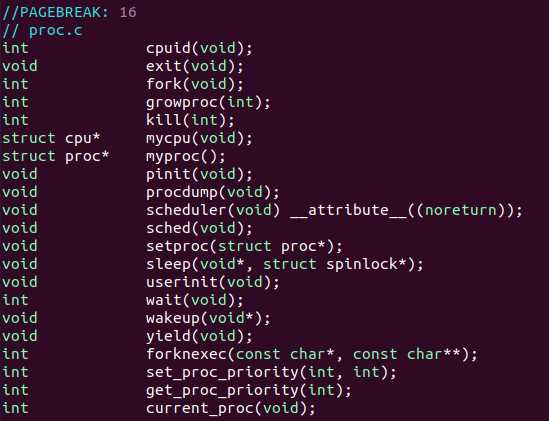 //PAGEBREAK: 16
// proc.c
int             cpuid(void);
void            exit(void);
int             fork(void);
int             growproc(int);
int             kill(int);
struct cpu*     mycpu(void);
struct proc*    myproc();
void            pinit(void);
void            procdump(void);
void            scheduler(void) __attribute__((noreturn));
void            sched(void);
void            setproc(struct proc*);
void            sleep(void*, struct spinlock*);
void            userinit(void);
int             wait(void);
void            wakeup(void*);
void            yield(void);
int             forknexec(const char*, const char**);
int             set_proc_priority(int, int);
int             get_proc_priority(int);
int             current_proc(void);